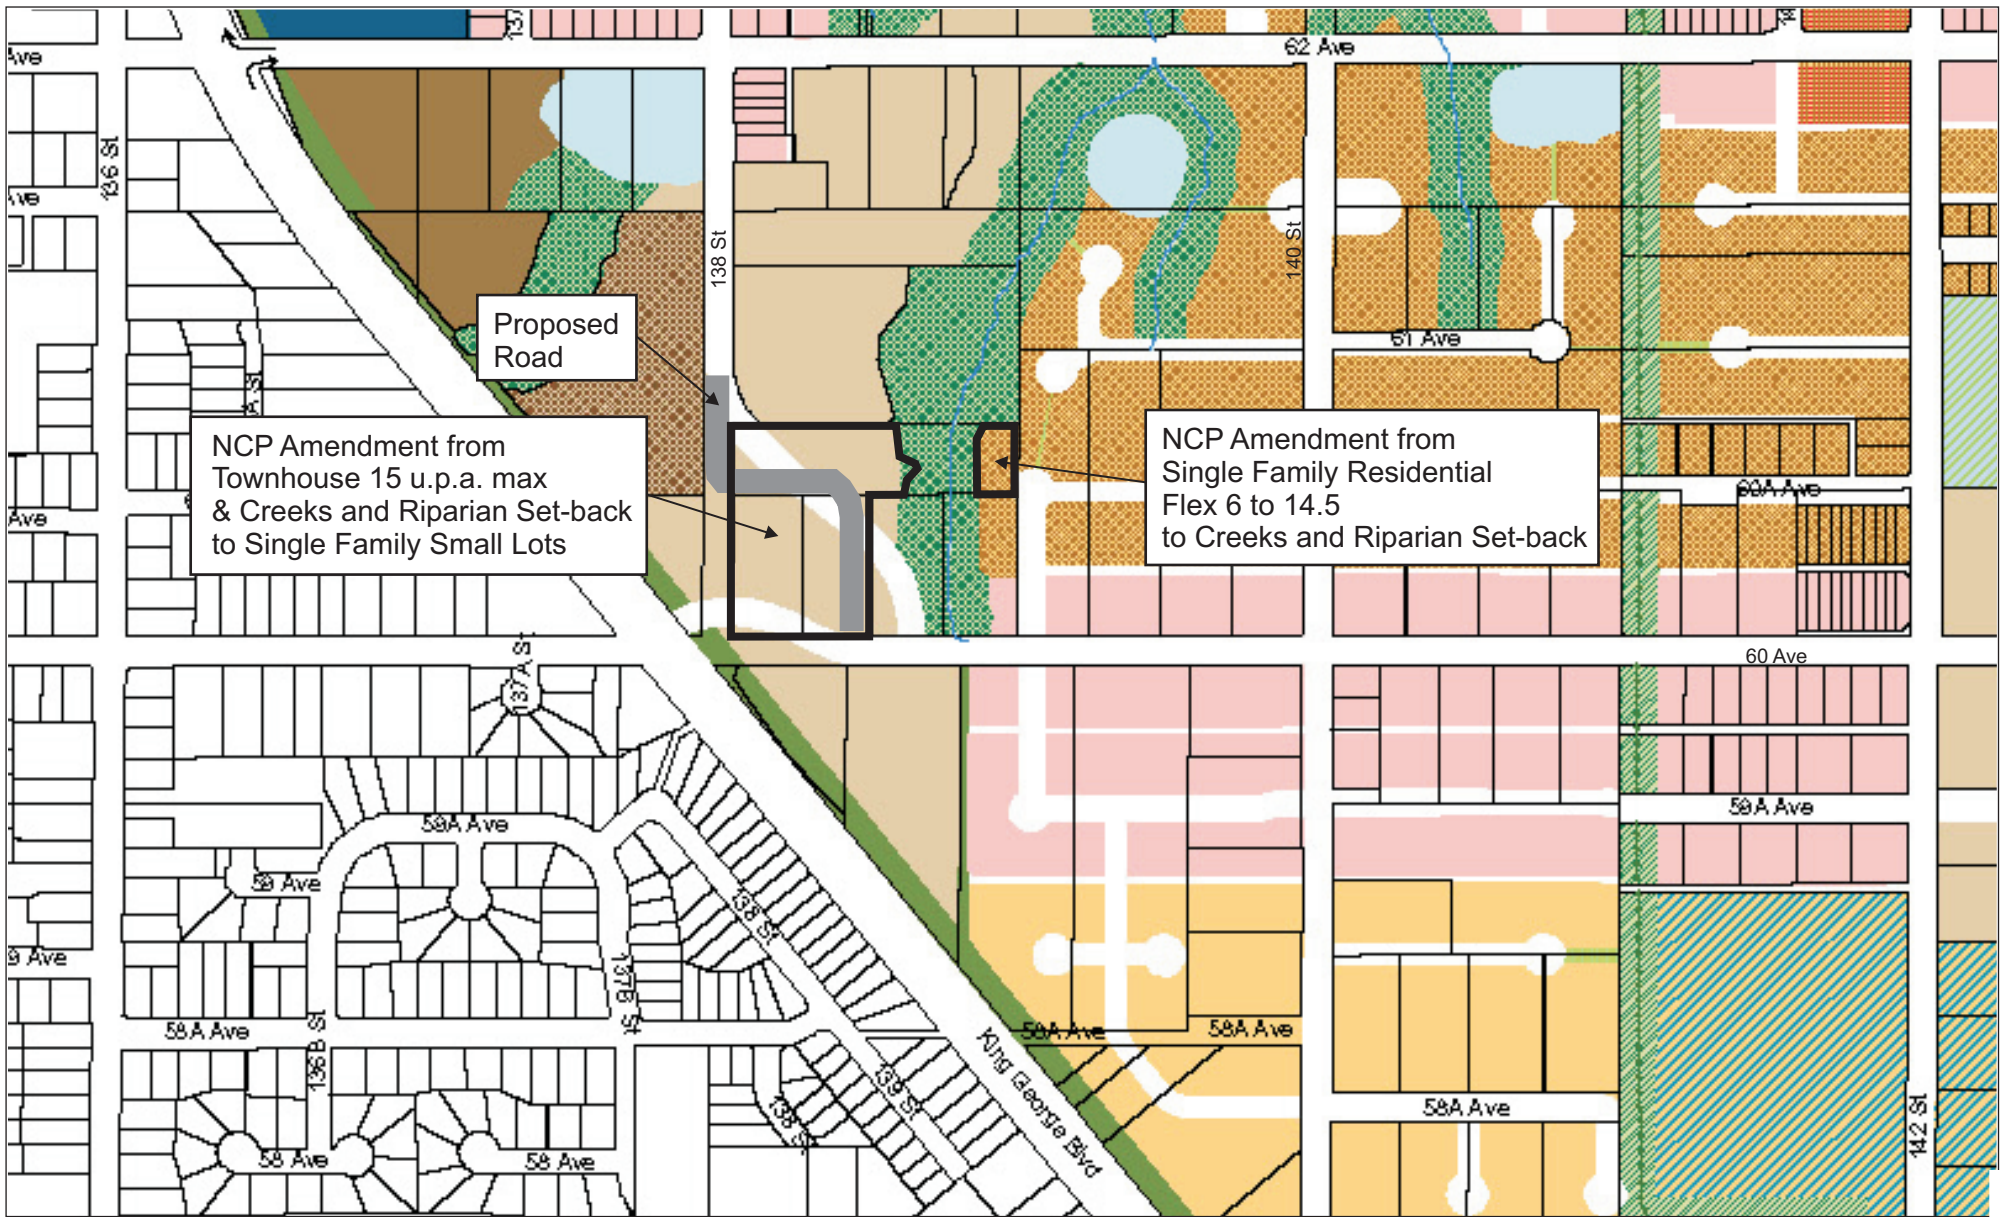 62 Ave
Ave
136 St
Ave
138 St
140 St
Proposed
Road
61 Ave
A St
NCP Amendment from
Townhouse 15 u.p.a. max
& Creeks and Riparian Set-back
to Single Family Small Lots
NCP Amendment from
Single Family Residential
Flex 6 to 14.5
to Creeks and Riparian Set-back
60A Ave
Ave
60 Ave
137A St
59A Ave
59 Ave
59A Ave
138 St
9 Ave
137B St
58A Ave
136B St
58A Ave
58A Ave
King George Blvd
139 St
138 St
58A Ave
142 St
58 Ave
58 Ave